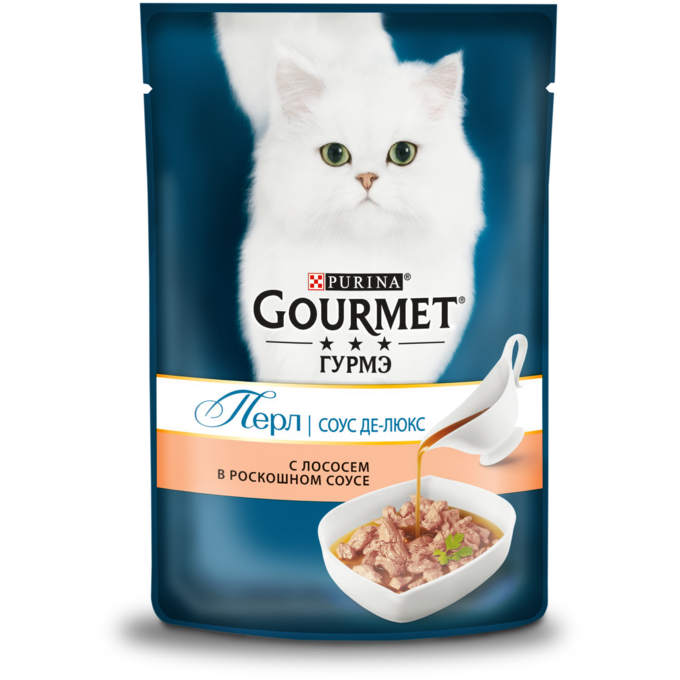 PURINA®
GOURMET®
ГУРМЭ
Перл | СОУС ДЕ-ЛЮКС
С ЛОСОСЕМ
В РОСКОШНОМ СОУСЕ